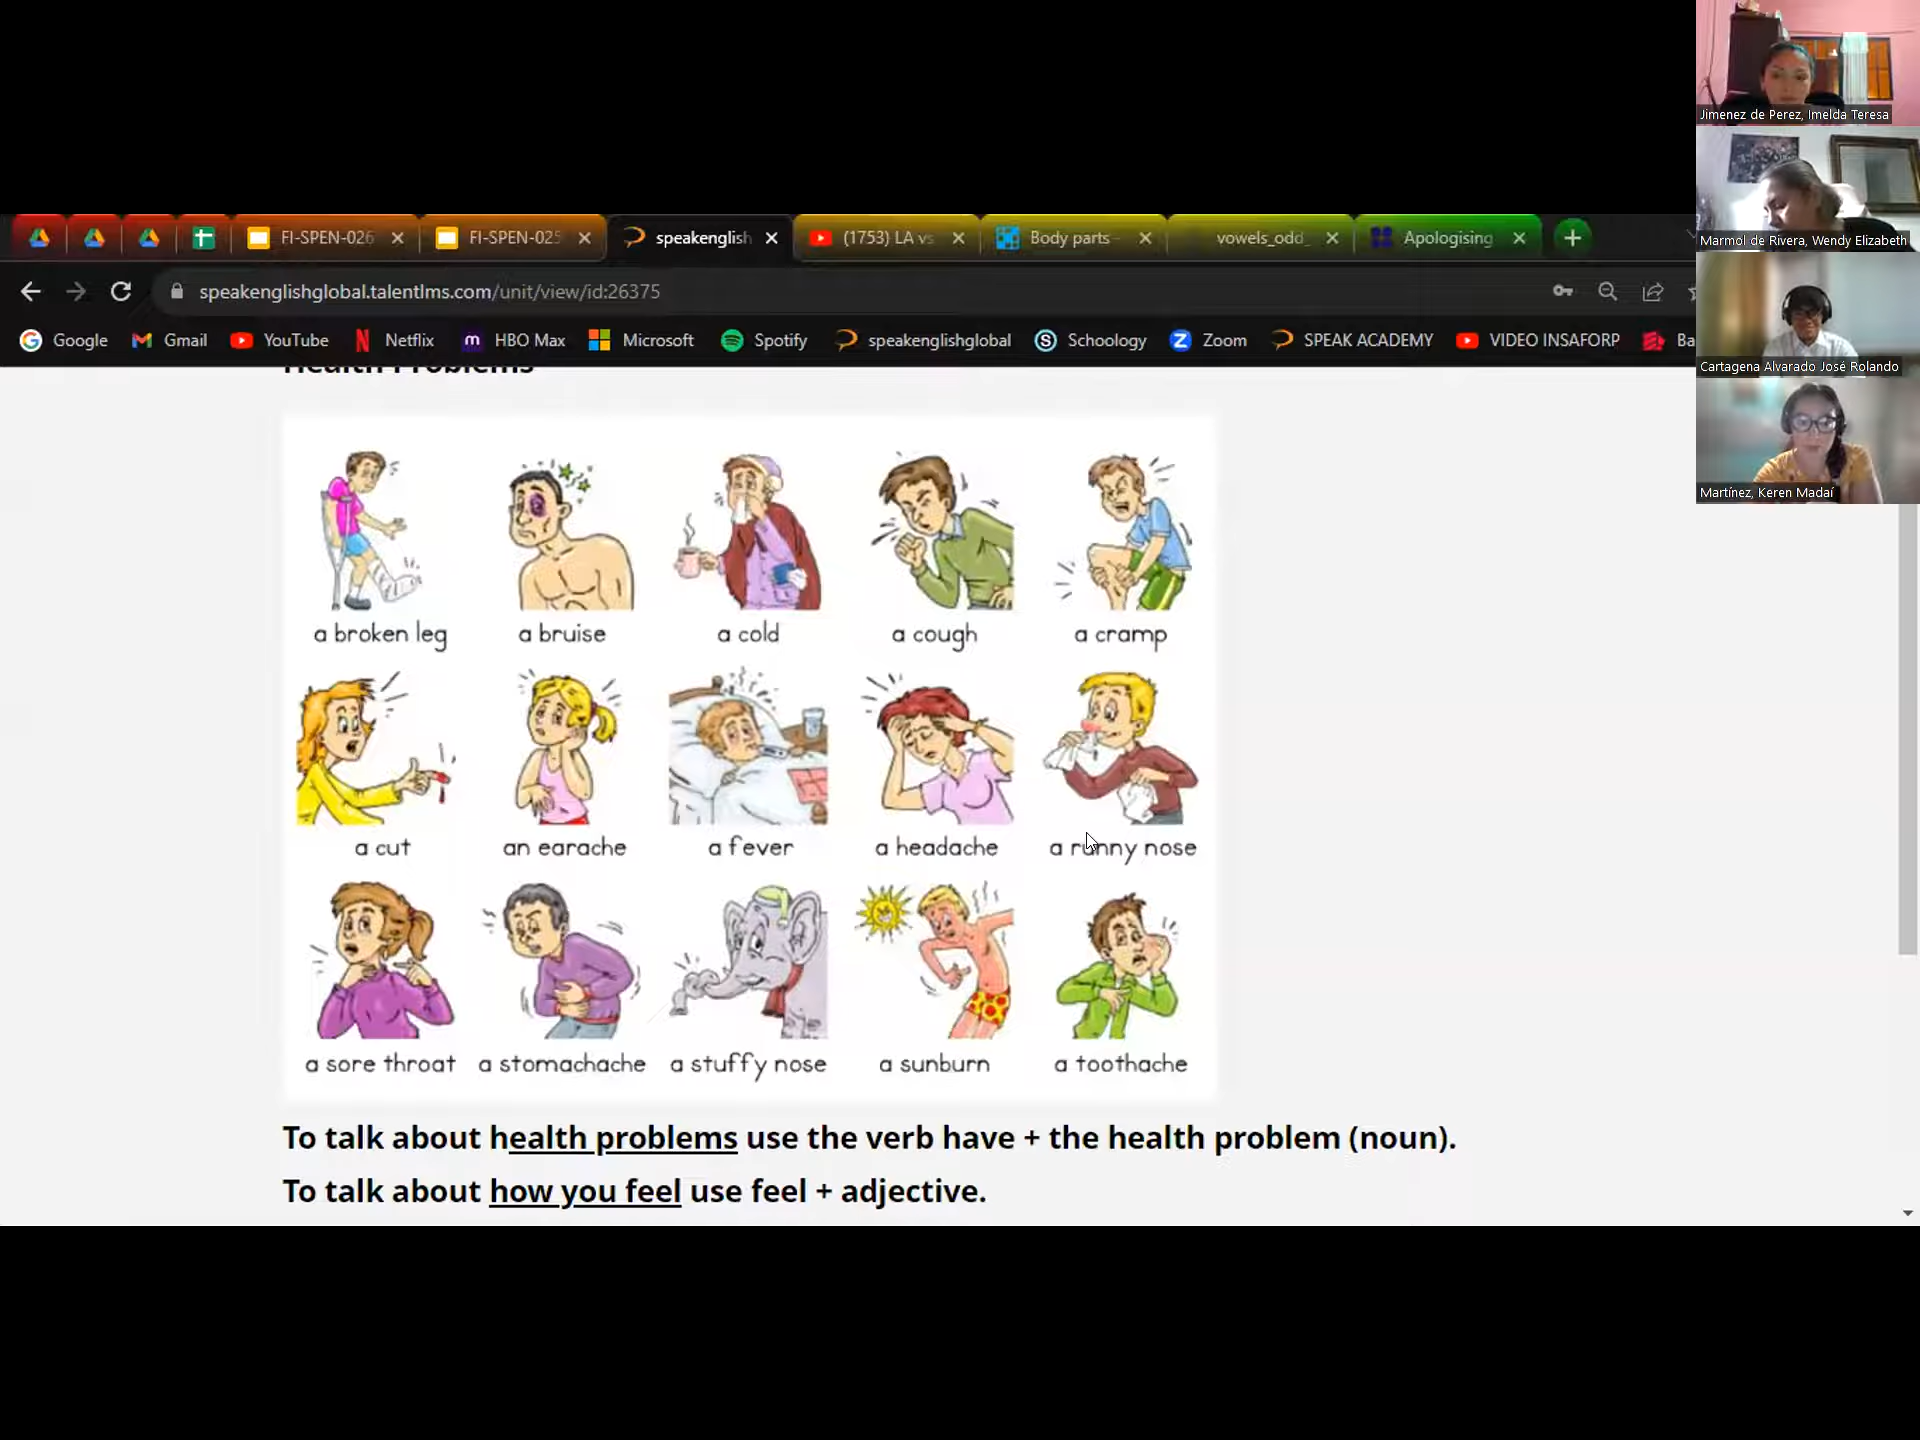 FI-SPEN-026
FI-SPEN-025
speakenglish
(1753) LA vs
Body parts -
vowels_odd_
Apologising
speakenglishglobal.talentlms.com/unit/view/id:26375
Google
Gmail
YouTube
Netflix
HBO Max
Microsoft
Spotify
speakenglishglobal
Schoology
Zoom
SPEAK ACADEMY
VIDEO INSAFORP
Ba
Jimenez de Perez, Imelda Teresa
Marmol de Rivera, Wendy Elizabeth
Cartagena Alvarado José Rolando
Martínez, Keren Madaí
Health Problems
a broken leg
a bruise
a cold
a cough
a cramp
a cut
an earache
a fever
a headache
a runny nose
a sore throat
a stomachache
a stuffy nose
a sunburn
a toothache
To talk about health problems use the verb have + the health problem (noun).
To talk about how you feel use feel + adjective.